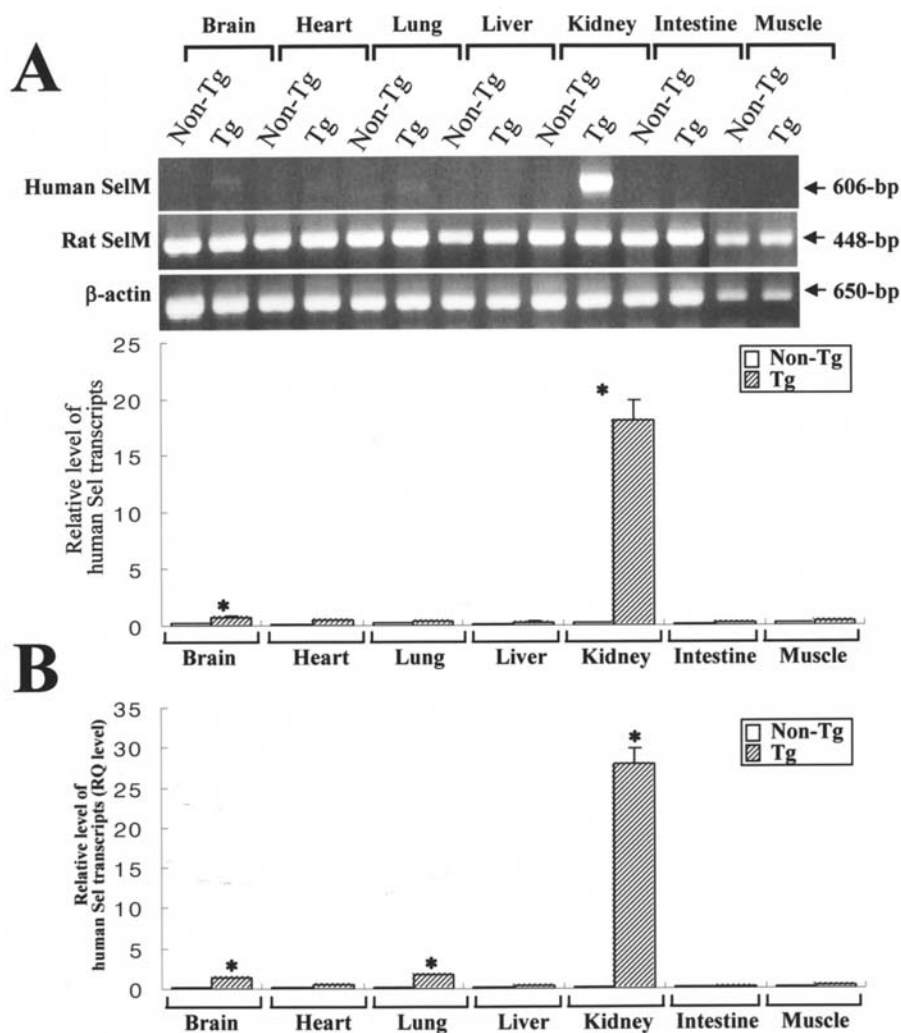 Brain Heart Lung Liver Kidney Intestine Muscle
A
Non-Tg Tg Non-Tg Tg Non-Tg Tg Non-Tg Tg Non-Tg Tg Non-Tg Tg Non-Tg Tg
Human SelM 606-bp
Rat SelM 448-bp
β-actin 650-bp
25
20
15
10
5
0
Relative level of
human Sel transcripts
Non-Tg
Tg
*
*
Brain Heart Lung Liver Kidney Intestine Muscle
B
35
30
25
20
15
10
5
0
Relative level of
human Sel transcripts (RQ level)
Non-Tg
Tg
*
*
*
Brain Heart Lung Liver Kidney Intestine Muscle